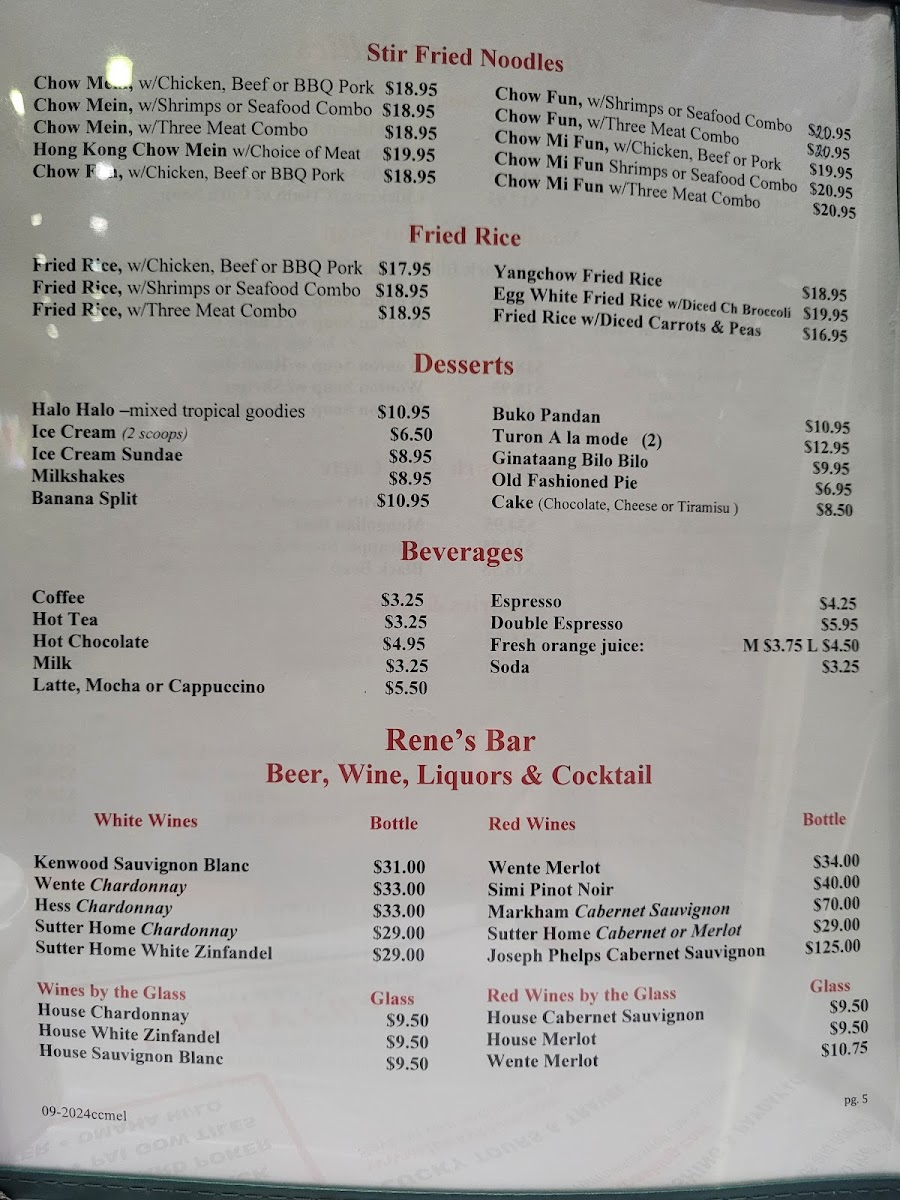 Stir Fried Noodles
Chow Mein, w/Chicken, Beef or BBQ Pork $18.95
Chow Mein, w/Shrimps or Seafood Combo $18.95
Chow Mein, w/Three Meat Combo $18.95
Hong Kong Chow Mein w/Choice of Meat $19.95
Chow Fun, w/Chicken, Beef or BBQ Pork $18.95
Chow Fun, w/Shrimps or Seafood Combo $20.95
Chow Fun, w/Three Meat Combo $20.95
Chow Mi Fun, w/Chicken, Beef or Pork $19.95
Chow Mi Fun Shrimps or Seafood Combo $20.95
Chow Mi Fun w/Three Meat Combo $20.95
Fried Rice
Fried Rice, w/Chicken, Beef or BBQ Pork $17.95
Fried Rice, w/Shrimps or Seafood Combo $18.95
Fried Rice, w/Three Meat Combo $18.95
Yangchow Fried Rice $18.95
Egg White Fried Rice w/Diced Ch Broccoli $19.95
Fried Rice w/Diced Carrots & Peas $16.95
Desserts
Halo Halo –mixed tropical goodies $10.95
Ice Cream (2 scoops) $6.50
Ice Cream Sundae $8.95
Milkshakes $8.95
Banana Split $10.95
Buko Pandan $10.95
Turon A la mode (2) $12.95
Ginataang Bilo Bilo $9.95
Old Fashioned Pie $6.95
Cake (Chocolate, Cheese or Tiramisu ) $8.50
Beverages
Coffee $3.25
Hot Tea $3.25
Hot Chocolate $4.95
Milk $3.25
Latte, Mocha or Cappuccino $5.50
Espresso $4.25
Double Espresso $5.95
Fresh orange juice: M $3.75 L $4.50
Soda $3.25
Rene's Bar
Beer, Wine, Liquors & Cocktail
White Wines Bottle
Kenwood Sauvignon Blanc $31.00
Wente Chardonnay $33.00
Hess Chardonnay $33.00
Sutter Home Chardonnay $29.00
Sutter Home White Zinfandel $29.00
Red Wines Bottle
Wente Merlot $34.00
Simi Pinot Noir $40.00
Markham Cabernet Sauvignon $70.00
Sutter Home Cabernet or Merlot $29.00
Joseph Phelps Cabernet Sauvignon $125.00
Wines by the Glass Glass
House Chardonnay $9.50
House White Zinfandel $9.50
House Sauvignon Blanc $9.50
Red Wines by the Glass Glass
House Cabernet Sauvignon $9.50
House Merlot $9.50
Wente Merlot $10.75
09-2024ccmel
pg. 5